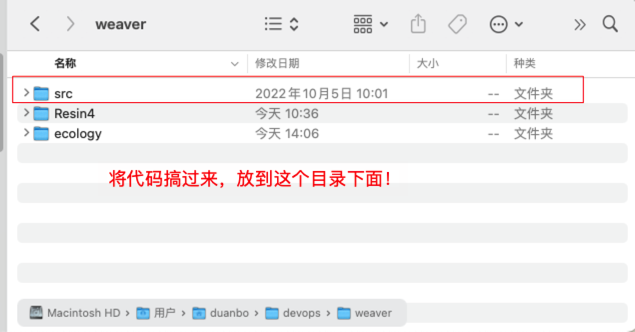 weaver
名称 修改日期 大小 种类
src 2022年10月5日 10:01 -- 文件夹
Resin4 今天 10:36 -- 文件夹
ecology 今天 14:06 -- 文件夹
将代码搞过来，放到这个目录下面！
Macintosh HD › 用户 › duanbo › devops › weaver